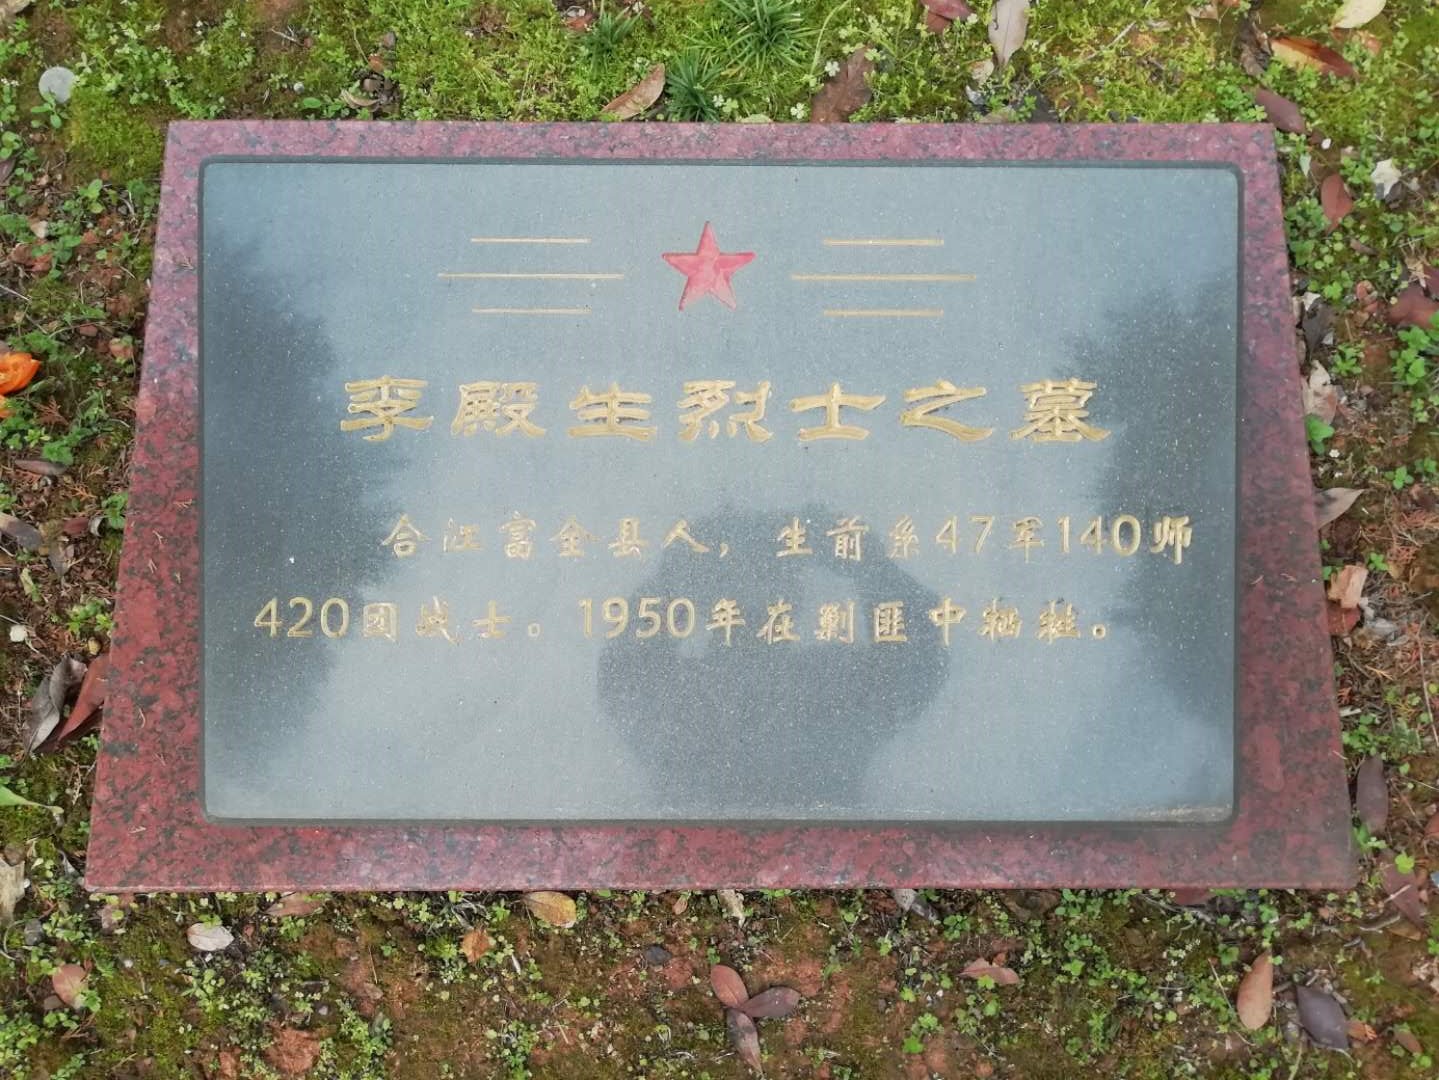 李殿生烈士之墓
合江富全县人，生前系47军140师
420团战士。1950年在剿匪中牺牲。